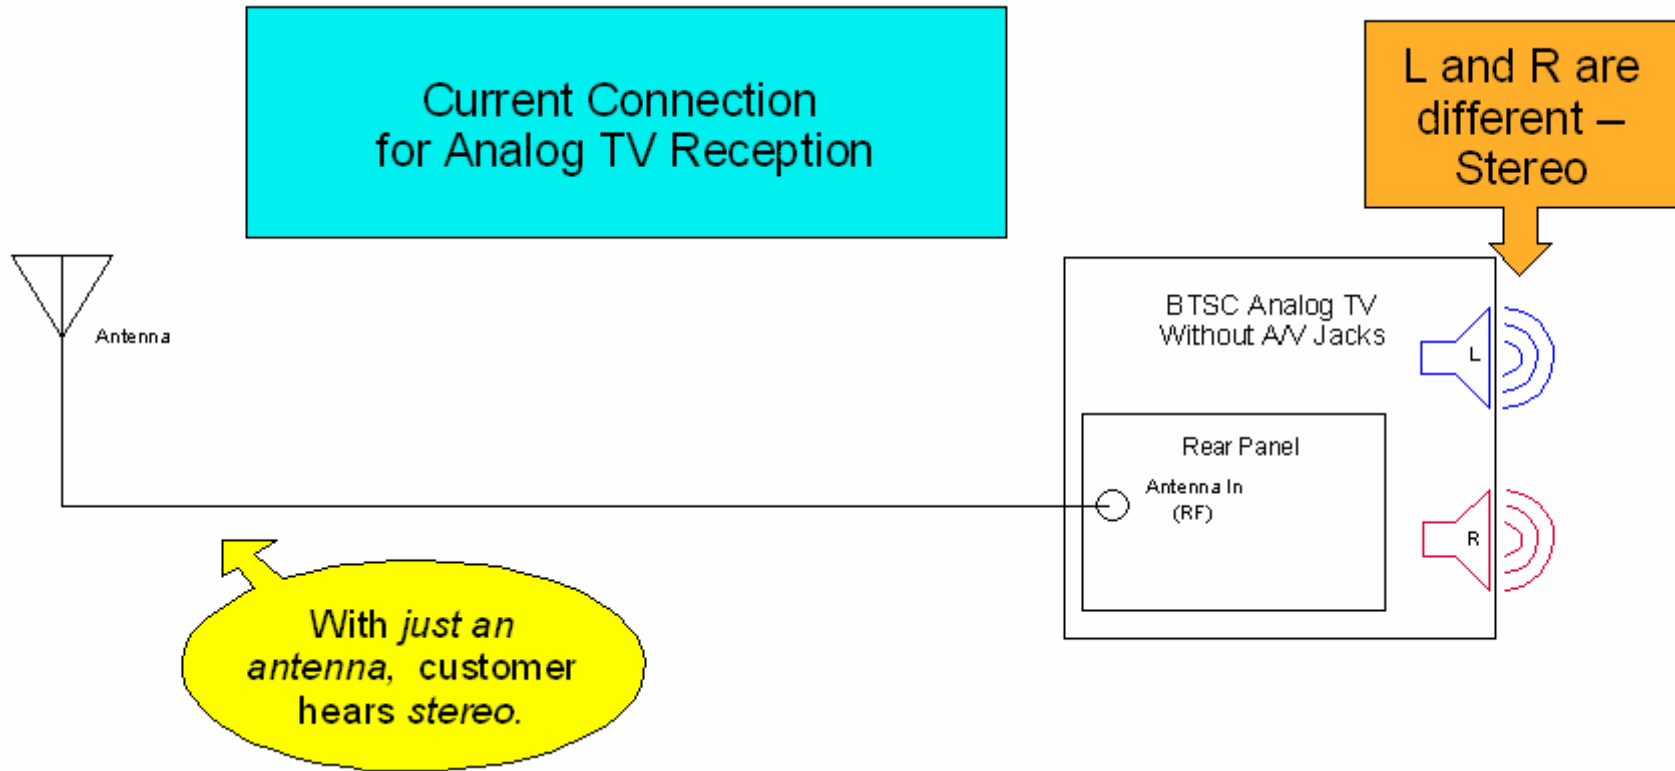 Current Connection
for Analog TV Reception
L and R are
different –
Stereo
Antenna
BTSC Analog TV
Without A/V Jacks
L
Rear Panel
Antenna In
(RF)
R
With just an
antenna, customer
hears stereo.